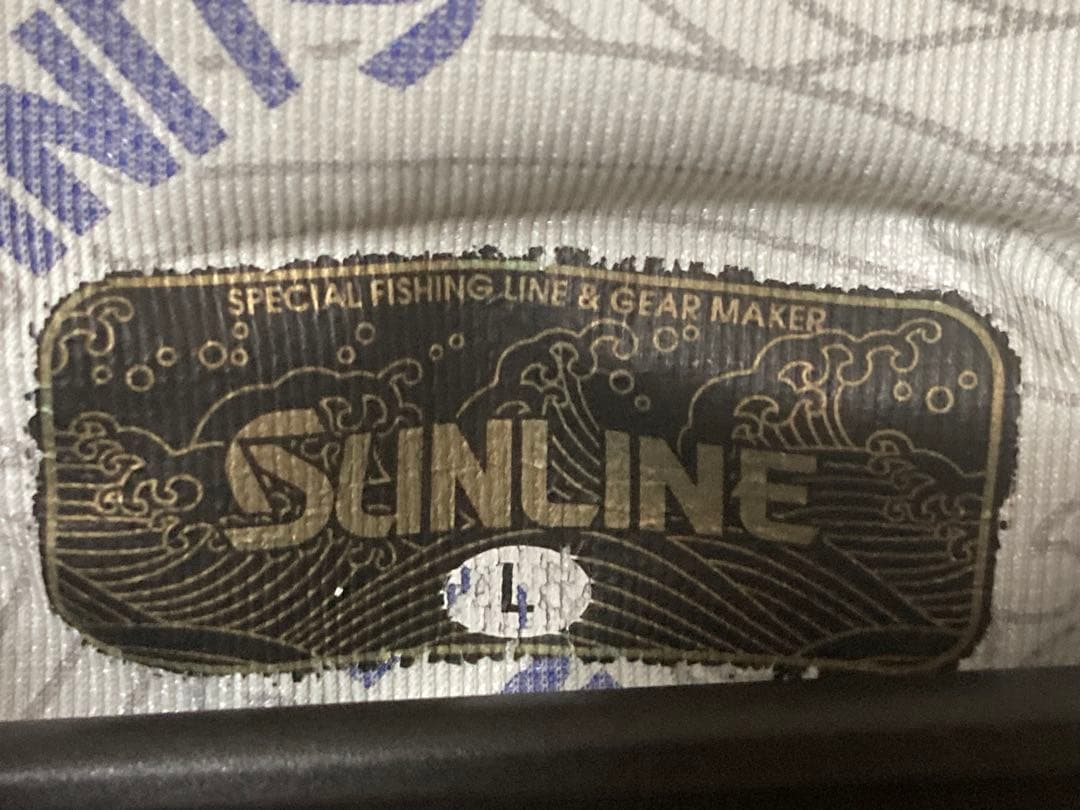 SPECIAL FISHING LINE & GEAR MAKER
SUNLINE
L